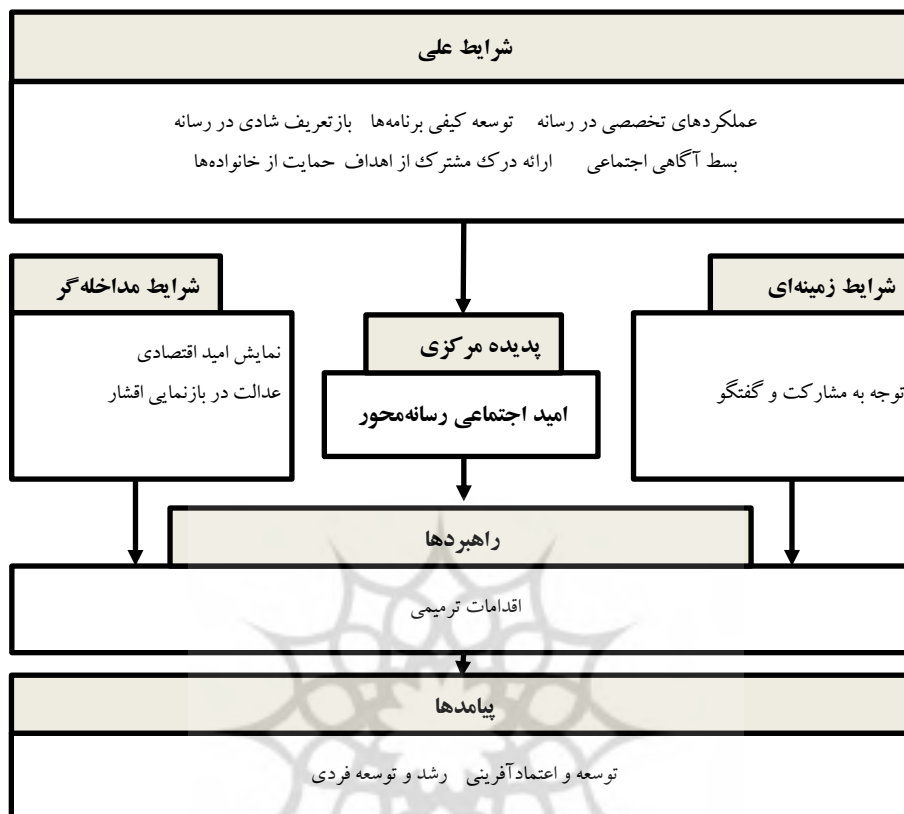 شرایط علی
عملکردهای تخصصی در رسانه توسعه کیفی برنامه‌ها بازتعریف شادی در رسانه
بسط آگاهی اجتماعی ارائه درک مشترک از اهداف حمایت از خانواده‌ها
شرایط زمینه‌ای
توجه به مشارکت و گفتگو
پدیده مرکزی
امید اجتماعی رسانه‌محور
شرایط مداخله‌گر
نمایش امید اقتصادی
عدالت در بازنمایی اقشار
راهبردها
اقدامات ترمیمی
پیامدها
توسعه و اعتمادآفرینی رشد و توسعه فردی